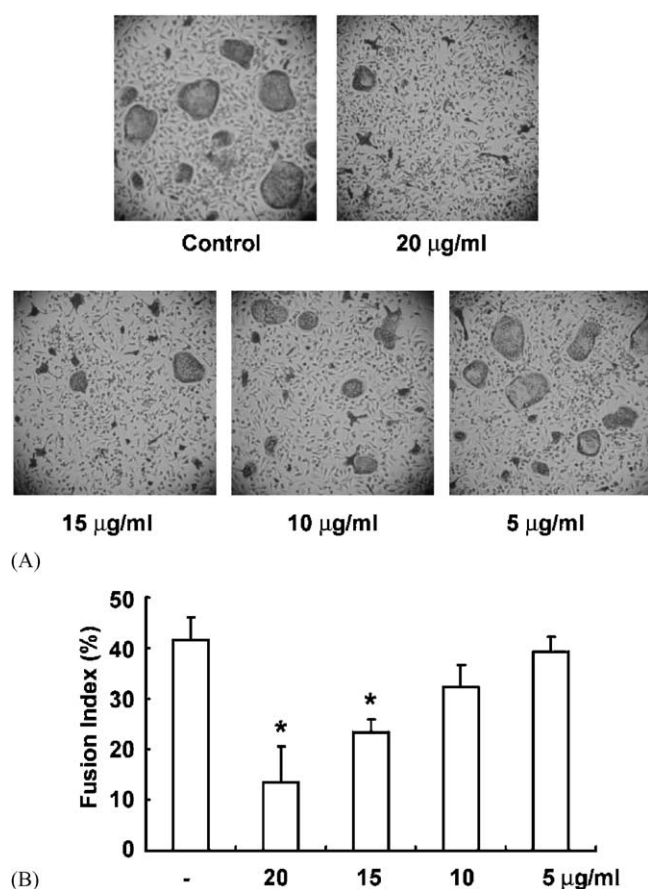 Control 20 µg/ml
15 µg/ml 10 µg/ml 5 µg/ml
(A)
50
40
30
20
10
0
Fusion Index (%)
* *
- 20 15 10 5 µg/ml
(B)